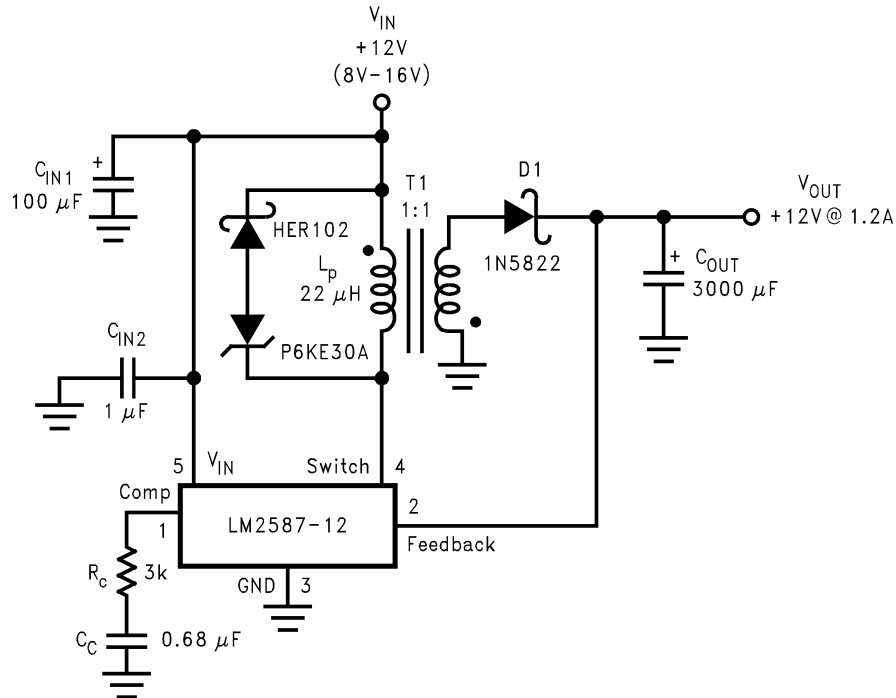 V_IN
+12V
(8V-16V)
C_IN1
+
100 μF
HER102
T1
1:1
D1
1N5822
V_OUT
+12V@ 1.2A
+
C_OUT
3000 μF
L_p
22 μH
P6KE30A
C_IN2
1 μF
5
V_IN
Switch
4
Comp
1
LM2587-12
2
Feedback
GND
3
R_c
3k
C_C
0.68 μF